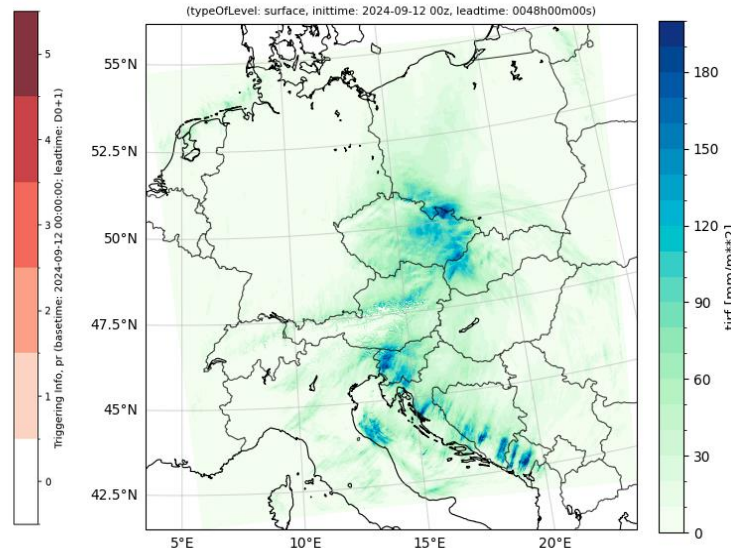 (typeOfLevel: surface, inittime: 2024-09-12 00z, leadtime: 0048h00m00s)
5
4
3
2
1
0
Triggering info, pr (basetime: 2024-09-12 00:00:00; leadtime: D0+1)
55°N
52.5°N
50°N
47.5°N
45°N
42.5°N
5°E
10°E
15°E
20°E
180
150
120
90
60
30
0
tirf [mm/m**2]